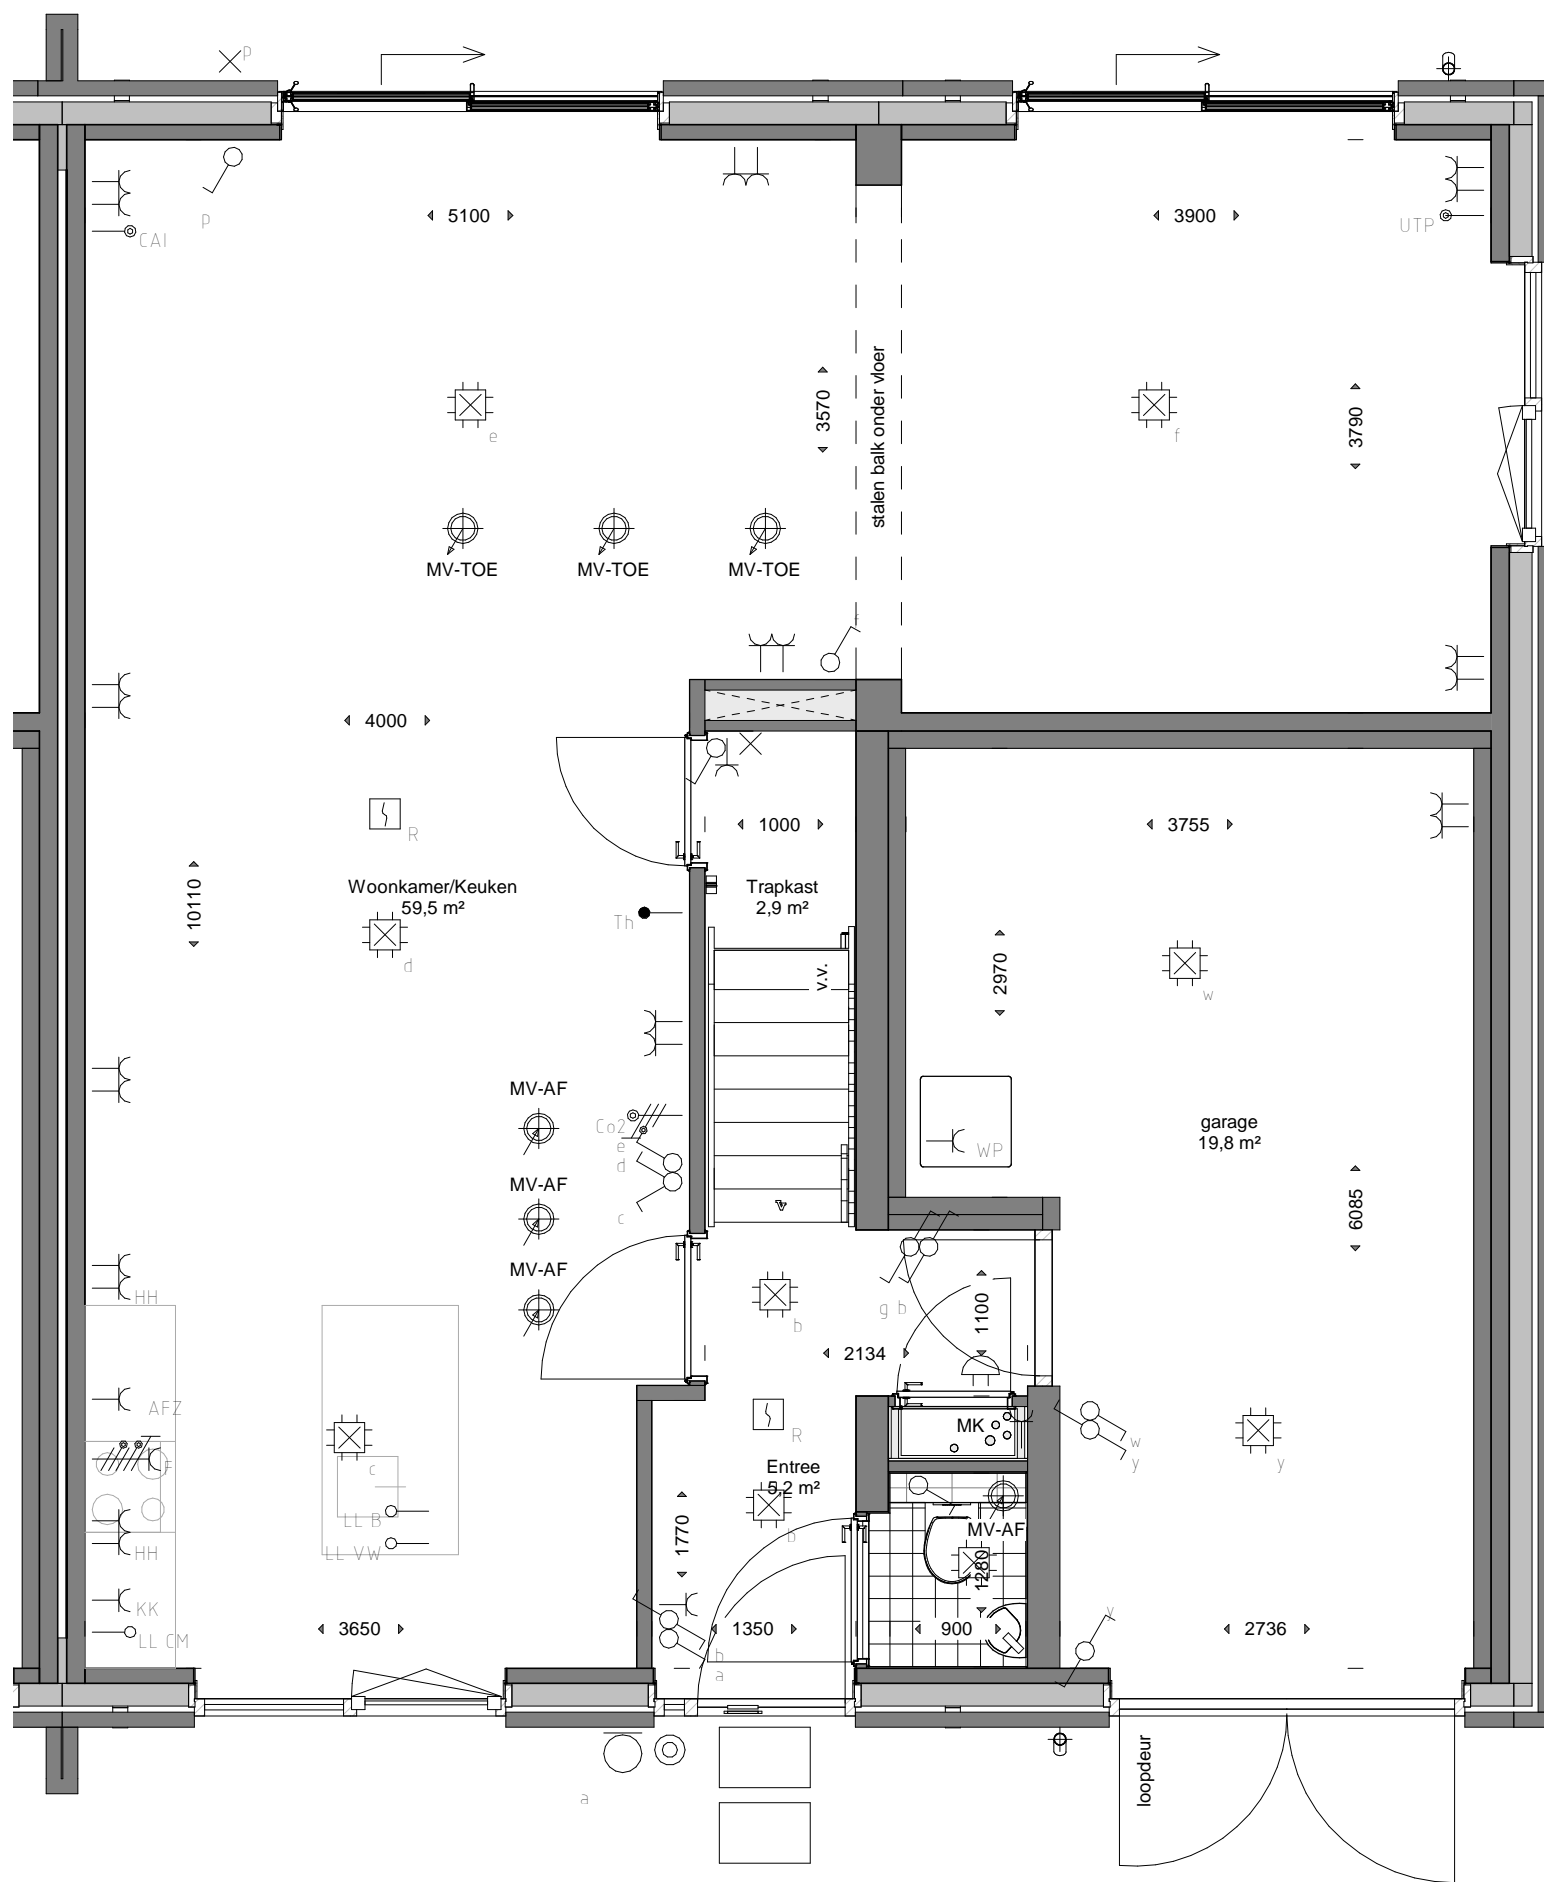 p
p
5100
3900
CAI
UTP
3570
stalen balk onder vloer
3790
e
f
MV-TOE
MV-TOE
MV-TOE
f
4000
R
1000
3755
10110
Woonkamer/Keuken
59,5 m²
Trapkast
2,9 m²
Th
d
v.v.
2970
w
MV-AF
Co2
e
d
c
garage
19,8 m²
WP
MV-AF
6085
MV-AF
HH
b
g b
1100
2134
AFZ
R
MK
w
y
y
c
Entree
5,2 m²
b
LL B
LL VW
HH
1770
MV-AF
1280
KK
LL CM
3650
1350
900
2736
y
b
a
a
loopdeur